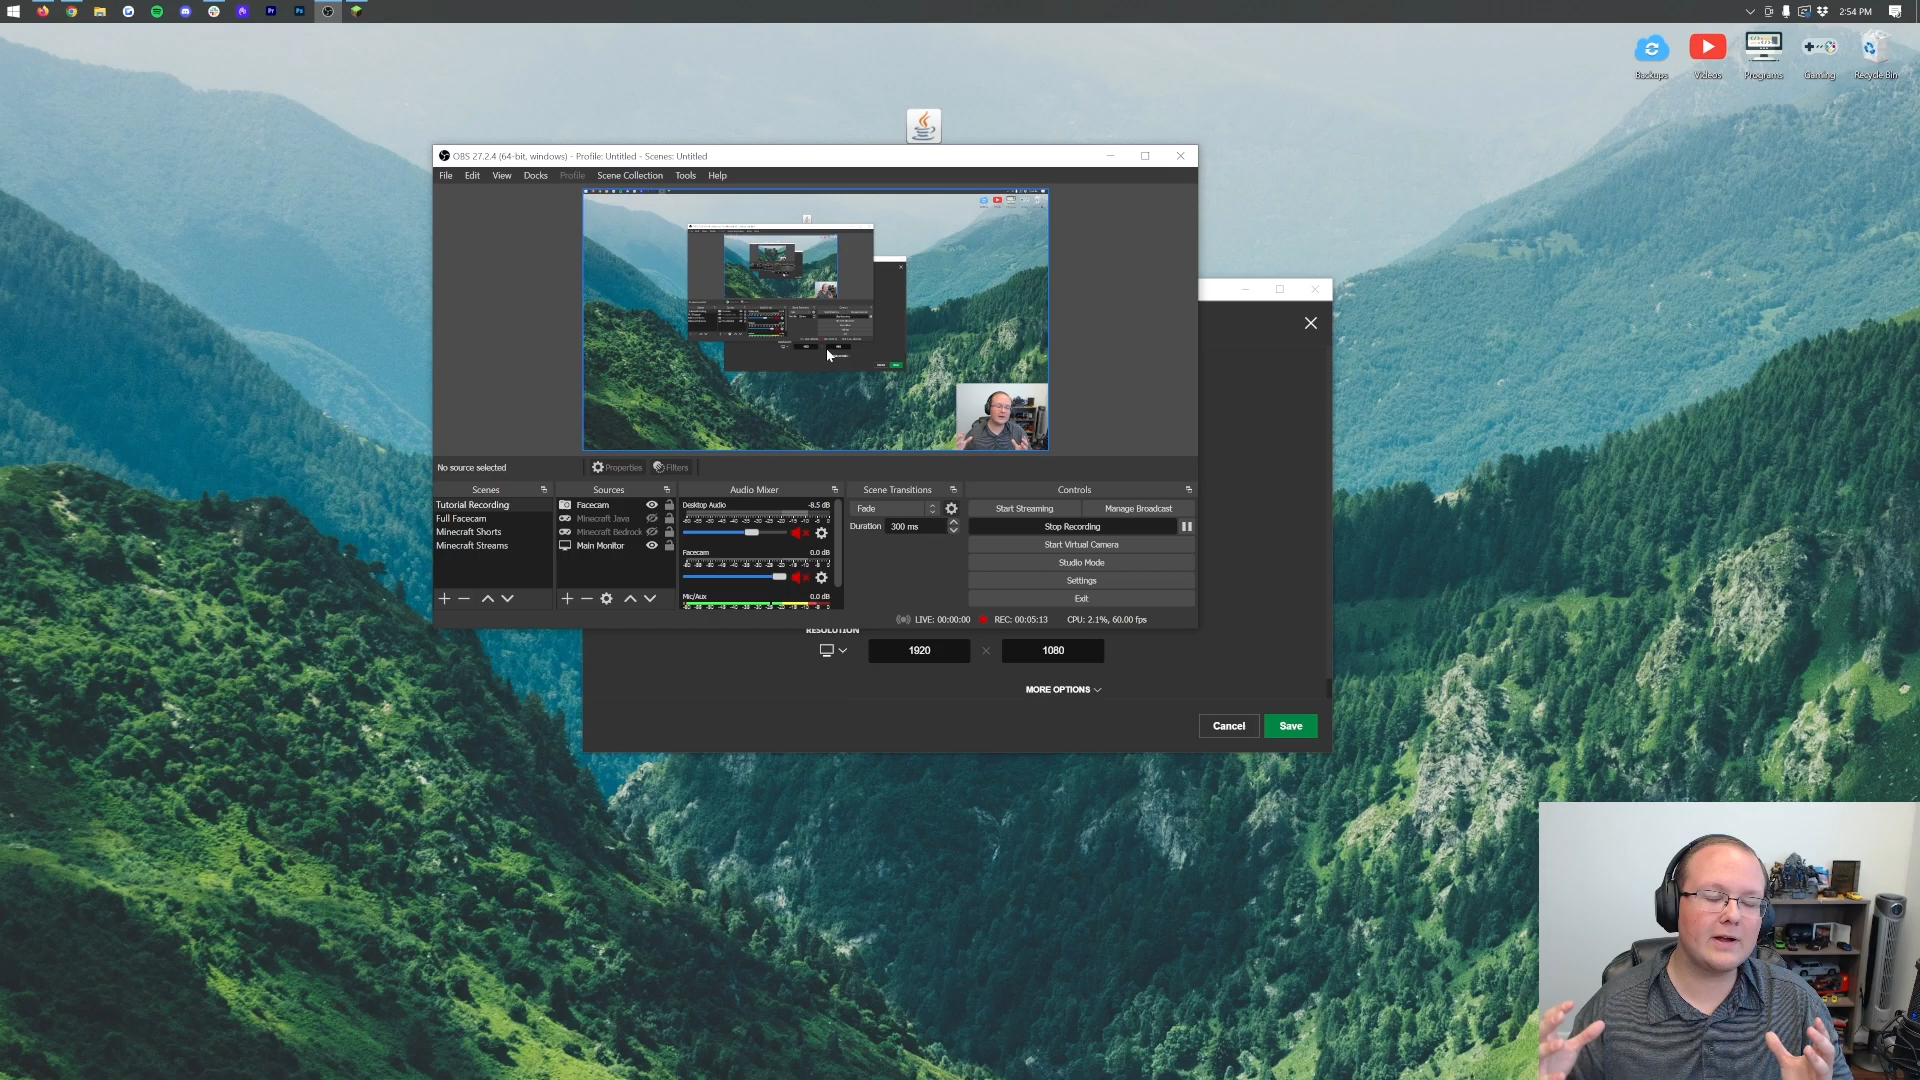 2:54 PM
Backups
Videos
Programs
Gaming
Recycle Bin
OBS 27.2.4 (64-bit, windows) - Profile: Untitled - Scenes: Untitled
File Edit View Docks Profile Scene Collection Tools Help
No source selected
Properties
Filters
Scenes
Tutorial Recording
Full Facecam
Minecraft Shorts
Minecraft Streams
Sources
Facecam
Minecraft Java
Minecraft Bedrock
Main Monitor
Audio Mixer
Desktop Audio -8.5 dB
Facecam 0.0 dB
Mic/Aux 0.0 dB
Scene Transitions
Fade
Duration 300 ms
Controls
Start Streaming
Manage Broadcast
Stop Recording
Start Virtual Camera
Studio Mode
Settings
Exit
LIVE: 00:00:00 REC: 00:05:13 CPU: 2.1%, 60.00 fps
RESOLUTION
1920 × 1080
MORE OPTIONS
Cancel
Save